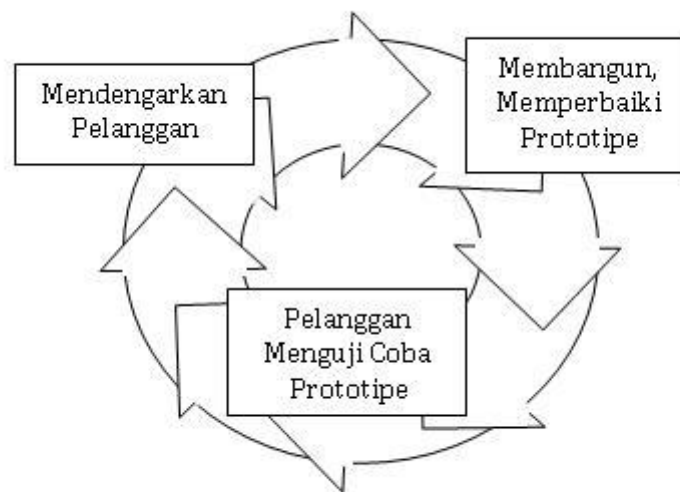 Mendengarkan
Pelanggan
Membangun,
Memperbaiki
Prototipe
Pelanggan
Menguji Coba
Prototipe